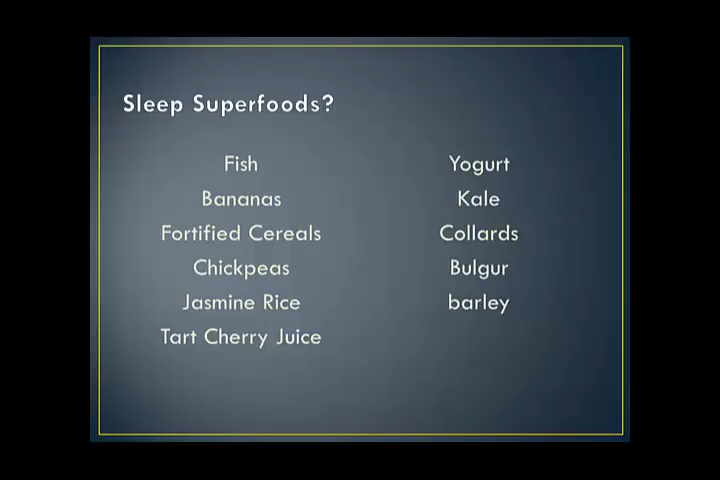 Sleep Superfoods?
Fish
Bananas
Fortified Cereals
Chickpeas
Jasmine Rice
Tart Cherry Juice
Yogurt
Kale
Collards
Bulgur
barley